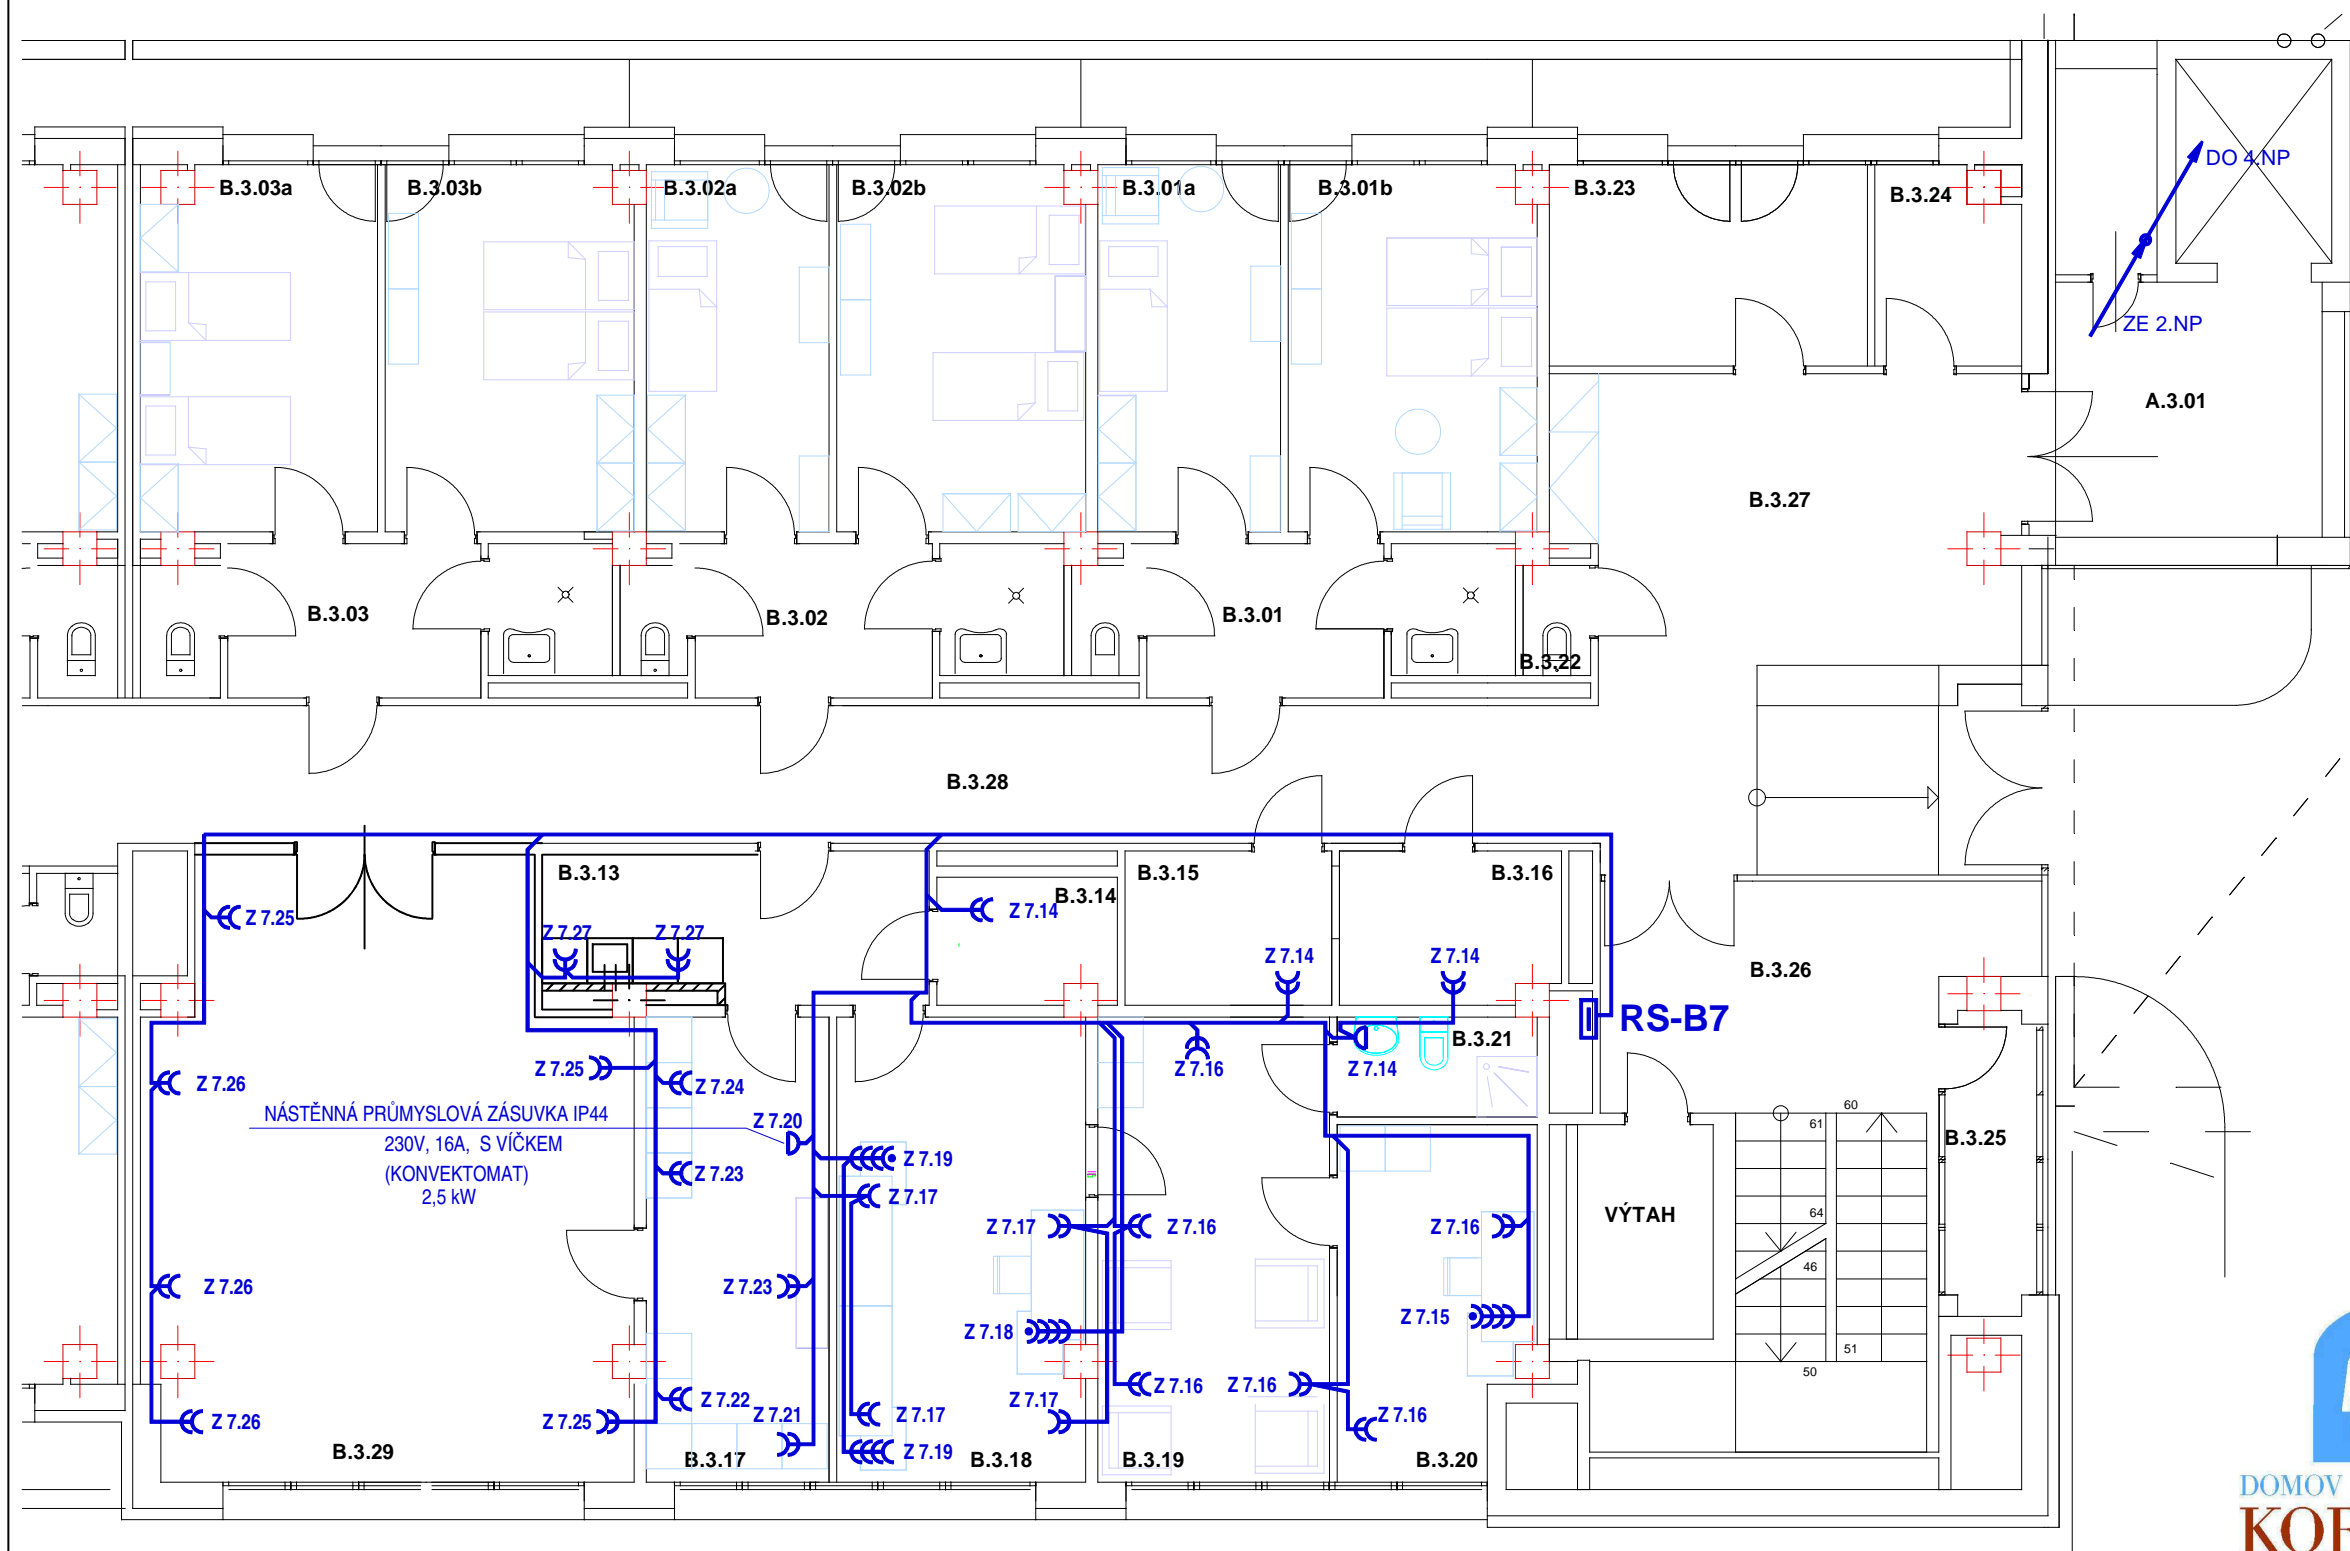 DO 4.NP
B.3.03a
B.3.03b
B.3.02a
B.3.02b
B.3.01a
B.3.01b
B.3.23
B.3.24
ZE 2.NP
A.3.01
B.3.27
B.3.03
B.3.02
B.3.01
B.3.22
B.3.28
B.3.13
B.3.14
B.3.15
B.3.16
Z 7.25
Z 7.14
Z 7.27
Z 7.27
Z 7.14
Z 7.14
B.3.26
RS-B7
B.3.21
Z 7.25
Z 7.16
Z 7.14
Z 7.26
Z 7.24
NÁSTĚNNÁ PRŮMYSLOVÁ ZÁSUVKA IP44
230V, 16A, S VÍČKEM
(KONVEKTOMAT)
2,5 kW
Z 7.20
60
61
B.3.25
Z 7.19
Z 7.23
Z 7.17
VÝTAH
64
Z 7.17
Z 7.16
Z 7.16
46
Z 7.26
Z 7.23
Z 7.15
Z 7.18
51
50
Z 7.16
Z 7.16
Z 7.22
Z 7.17
Z 7.21
Z 7.17
Z 7.16
Z 7.26
Z 7.25
B.3.29
B.3.17
Z 7.19
B.3.18
B.3.19
B.3.20
DOMOV